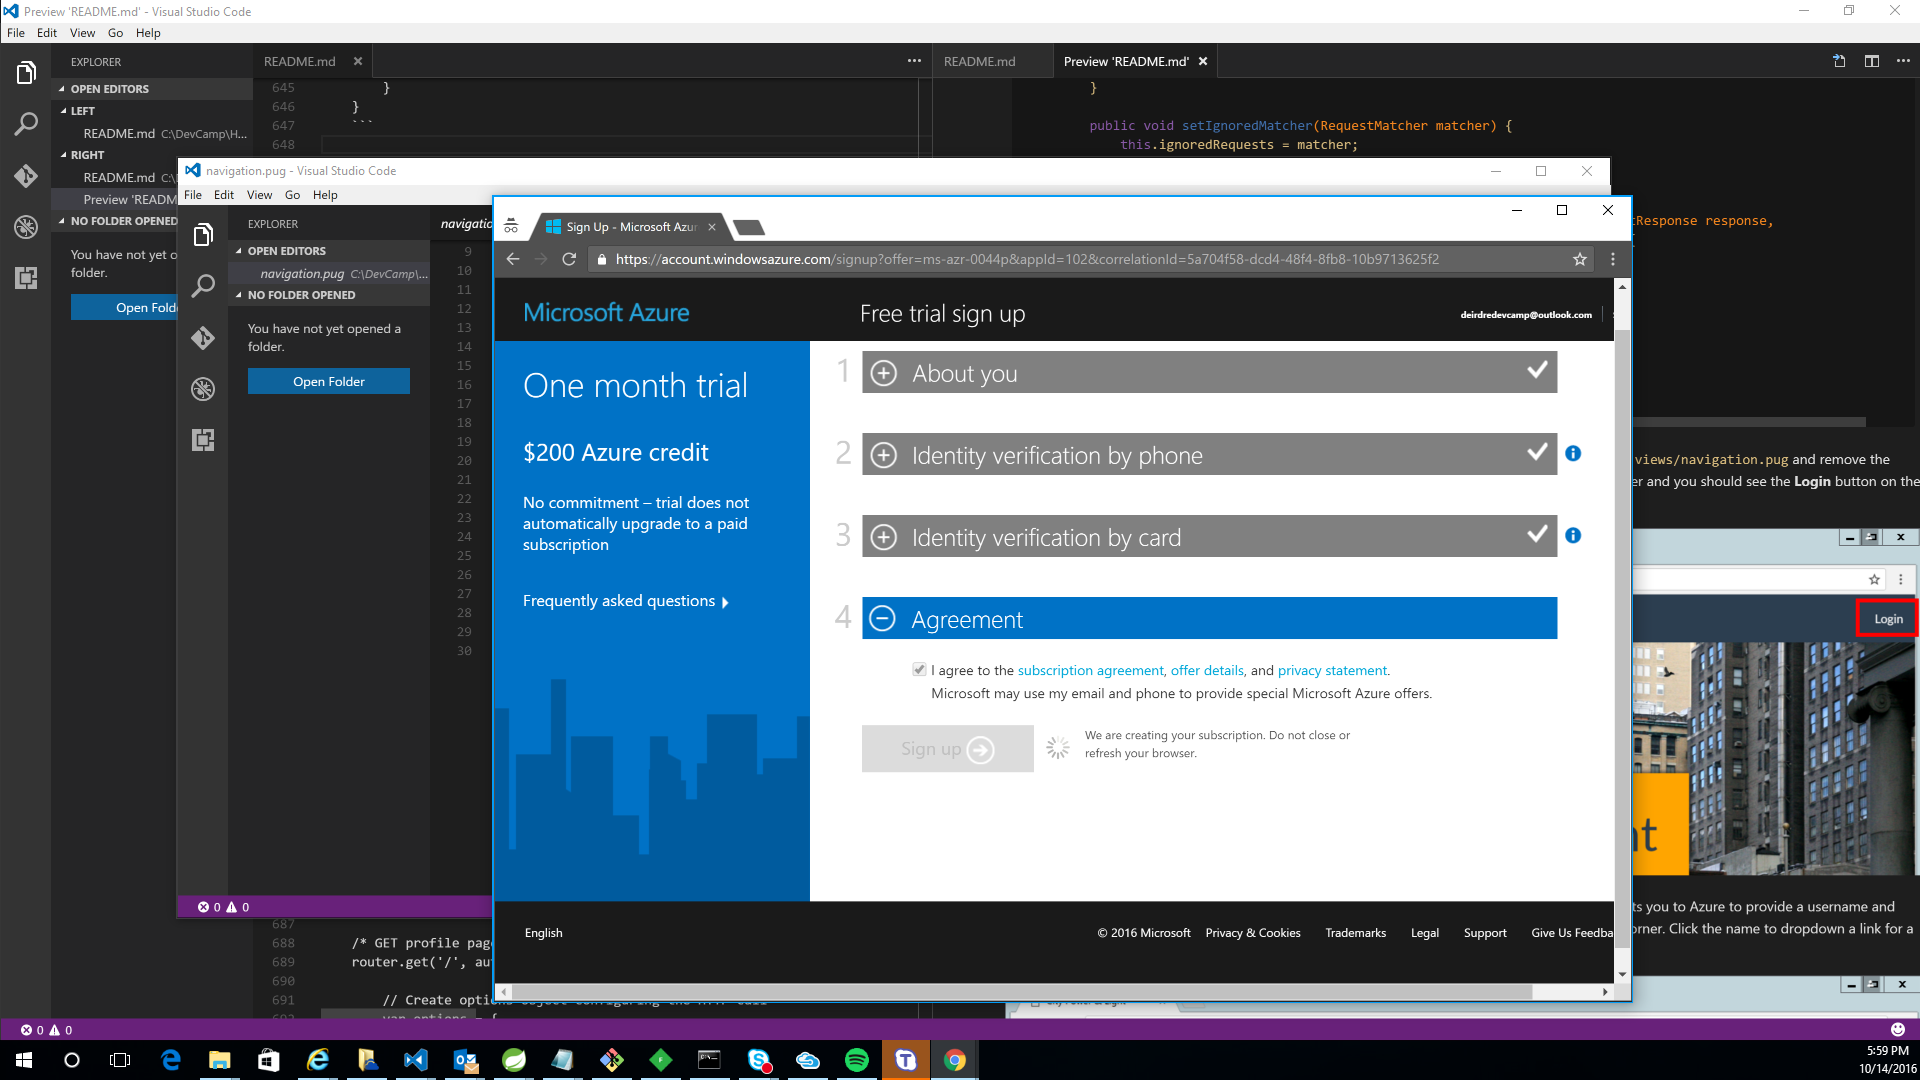 Preview 'README.md' - Visual Studio Code
File Edit View Go Help
EXPLORER
OPEN EDITORS
LEFT
README.md C:\DevCamp\H...
RIGHT
README.md C:\D
Preview 'READM
NO FOLDER OPENED
You have not yet o
folder.
Open Fold
README.md
645 }
646 }
647 ```
648
README.md
Preview 'README.md'
}
public void setIgnoredMatcher(RequestMatcher matcher) {
this.ignoredRequests = matcher;
navigation.pug - Visual Studio Code
File Edit View Go Help
EXPLORER
OPEN EDITORS
navigation.pug C:\DevCamp\...
NO FOLDER OPENED
You have not yet opened a
folder.
Open Folder
navigatio
9
10
11
12
13
14
15
16
17
18
19
20
21
22
23
24
25
26
27
28
29
30
0 0
Sign Up - Microsoft Azur
https://account.windowsazure.com/signup?offer=ms-azr-0044p&appId=102&correlationId=5a704f58-dcd4-48f4-8fb8-10b9713625f2
Microsoft Azure
Free trial sign up
deirdredevcamp@outlook.com
One month trial
$200 Azure credit
No commitment – trial does not
automatically upgrade to a paid
subscription
Frequently asked questions
1 About you
2 Identity verification by phone
3 Identity verification by card
4 Agreement
I agree to the subscription agreement, offer details, and privacy statement.
Microsoft may use my email and phone to provide special Microsoft Azure offers.
Sign up
We are creating your subscription. Do not close or
refresh your browser.
English
© 2016 Microsoft Privacy & Cookies Trademarks Legal Support Give Us Feedba
tResponse response,
views/navigation.pug and remove the
er and you should see the Login button on the
Login
nt
ts you to Azure to provide a username and
orner. Click the name to dropdown a link for a
687
688 /* GET profile pag
689 router.get('/', au
690
691 // Create options object configuring the HTTP call
692 var options = {
0 0
5:59 PM
10/14/2016